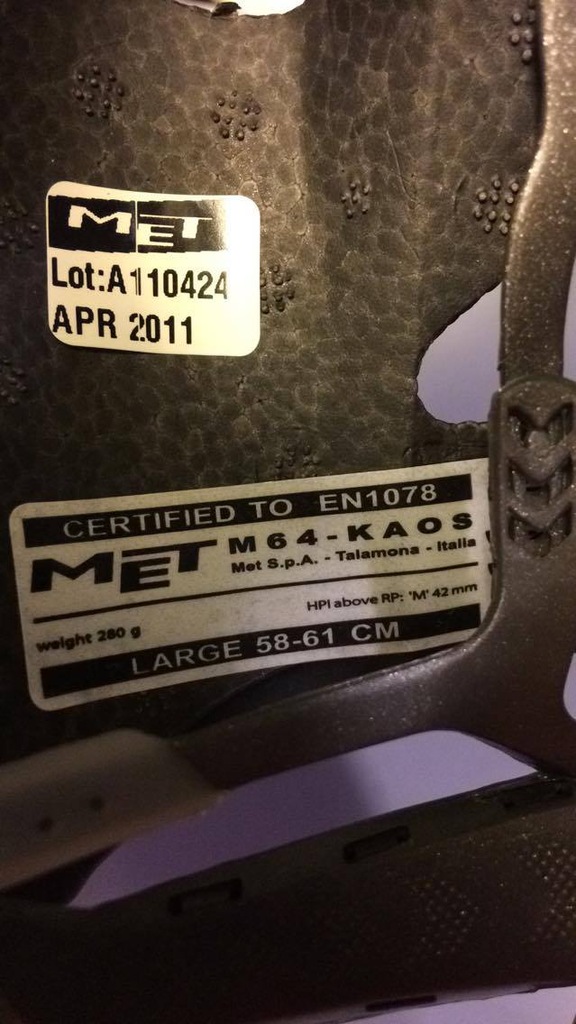 MET
Lot:A110424
APR 2011
CERTIFIED TO EN1078
MET M64-KAOS
Met S.p.A. - Talamona - Italia
HPI above RP: 'M' 42 mm
weight 280 g
LARGE 58-61 CM